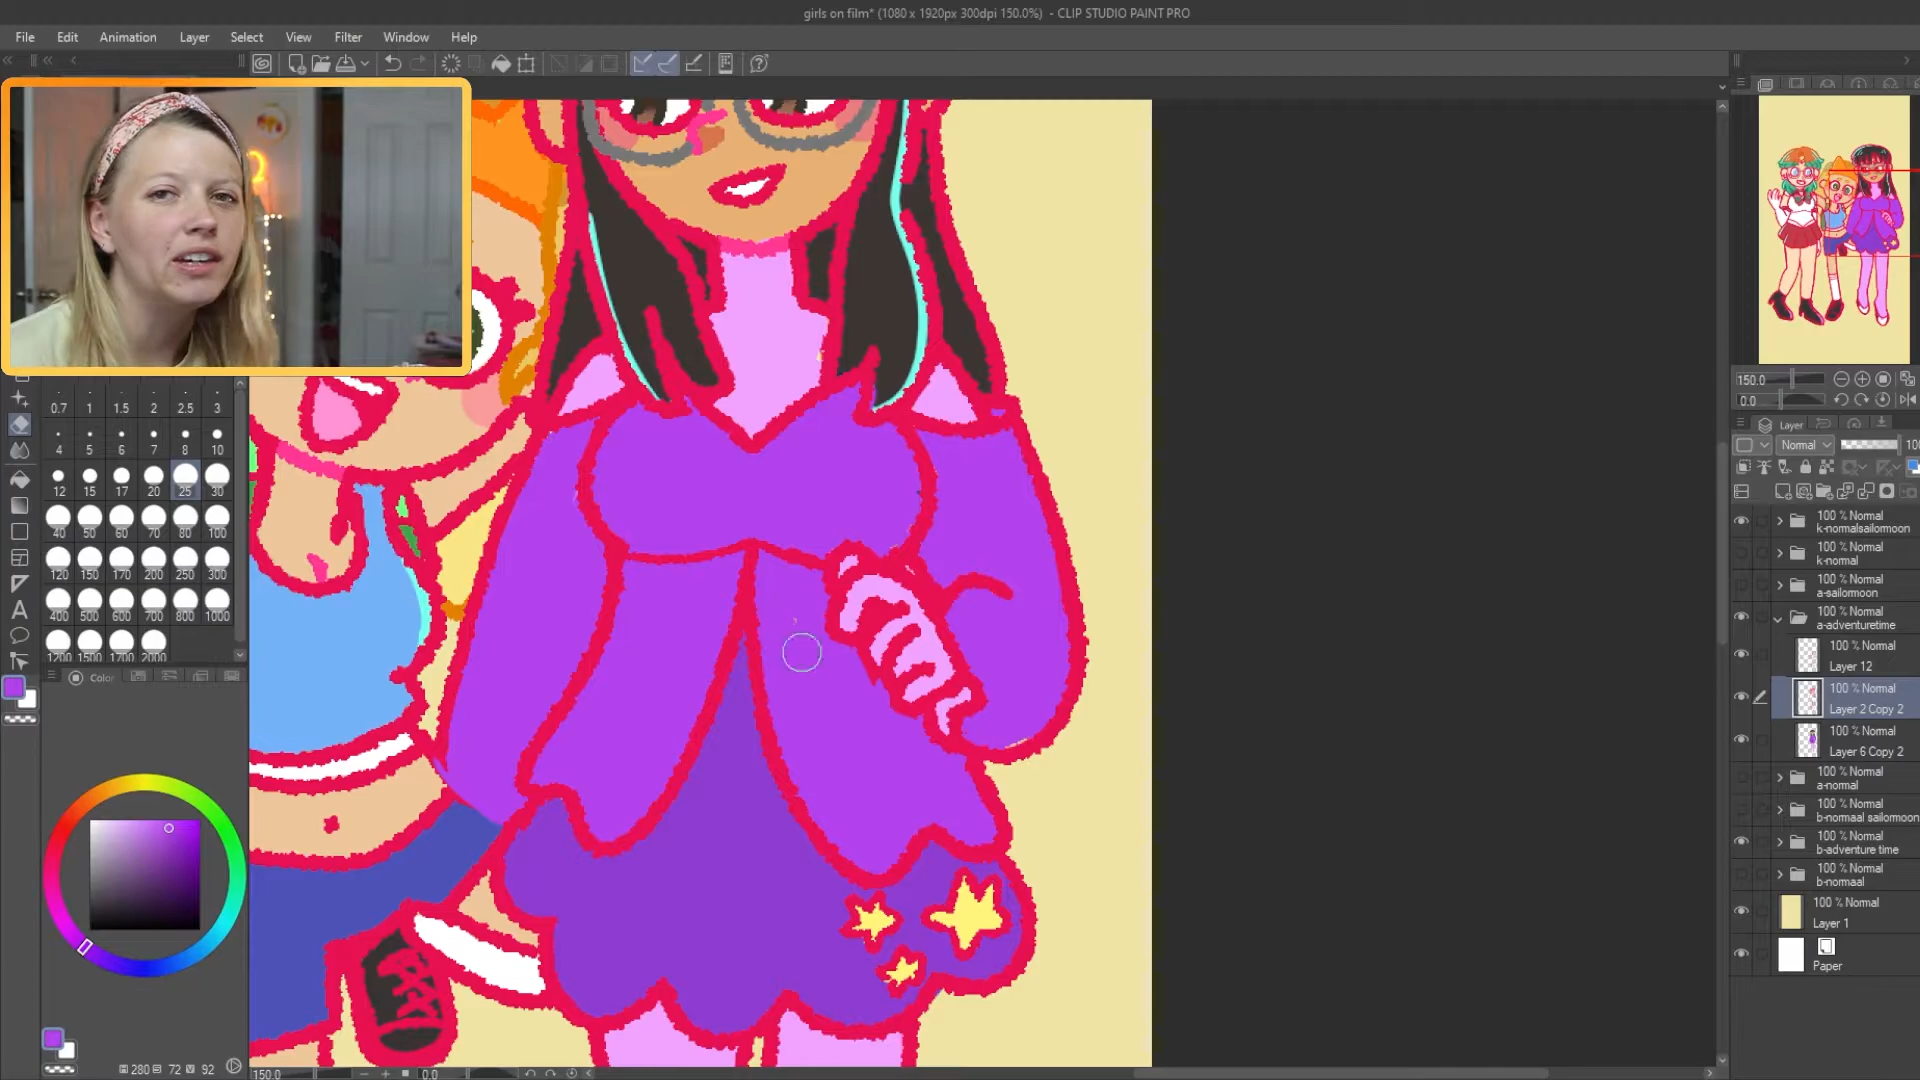 girls on film* (1080 x 1920px 300dpi 150.0%) - CLIP STUDIO PAINT PRO
File Edit Animation Layer Select View Filter Window Help
0.7 1 1.5 2 2.5 3
4 5 6 7 8 10
12 15 17 20 25 30
40 50 60 70 80 100
120 150 170 200 250 300
400 500 600 700 800 1000
1200 1500 1700 2000
A
Color
280 72 92
150.0 0.0
150.0
0.0
Layer
Normal
100 % Normal
k-normalsailormoon
100 % Normal
k-normal
100 % Normal
a-sailormoon
100 % Normal
a-adventuretime
100 % Normal
Layer 12
100 % Normal
Layer 2 Copy 2
100 % Normal
Layer 6 Copy 2
100 % Normal
a-normal
100 % Normal
b-normaal sailormoon
100 % Normal
b-adventure time
100 % Normal
b-normaal
100 % Normal
Layer 1
Paper